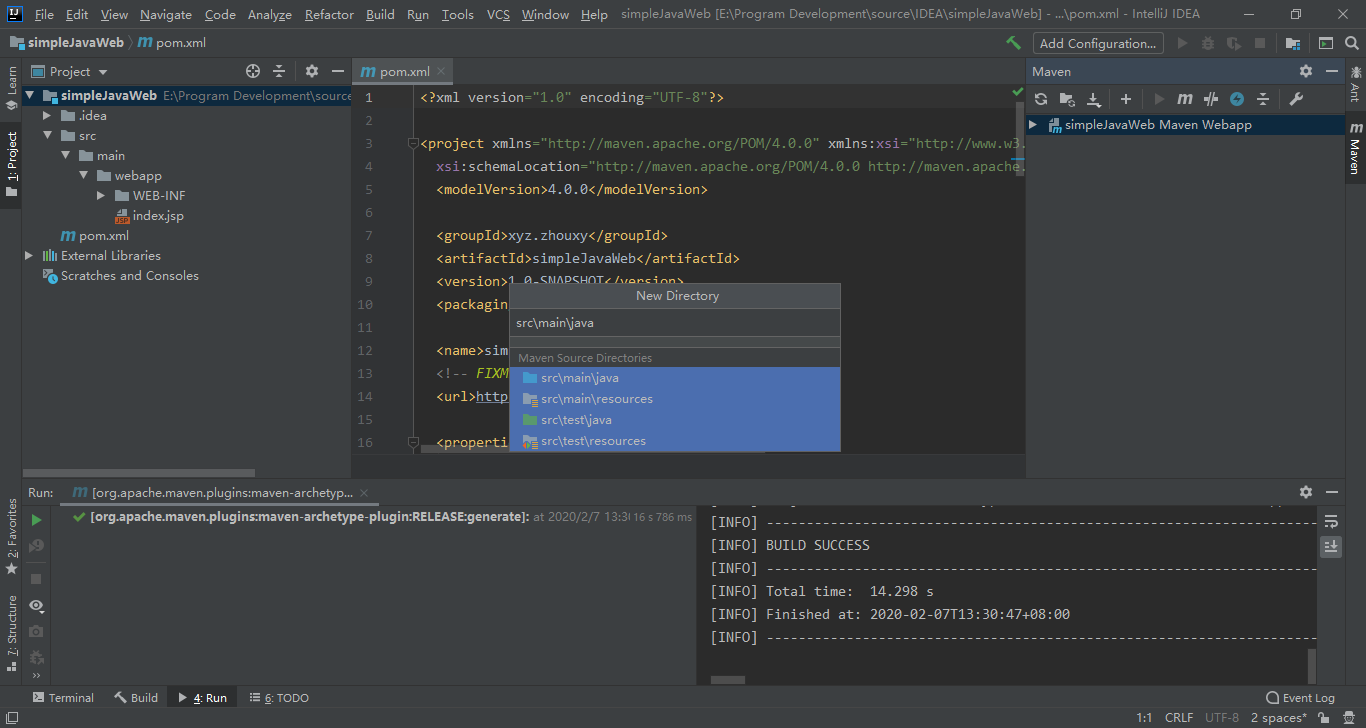 File Edit View Navigate Code Analyze Refactor Build Run Tools VCS Window Help simpleJavaWeb [E:\Program Development\source\IDEA\simpleJavaWeb] - ...\pom.xml - IntelliJ IDEA
simpleJavaWeb pom.xml Add Configuration...
Learn
1: Project
2: Favorites
7: Structure
Project
simpleJavaWeb E:\Program Development\source
.idea
src
main
webapp
WEB-INF
index.jsp
pom.xml
External Libraries
Scratches and Consoles
pom.xml
1 <?xml version="1.0" encoding="UTF-8"?>
2
3 <project xmlns="http://maven.apache.org/POM/4.0.0" xmlns:xsi="http://www.w3.
4 xsi:schemaLocation="http://maven.apache.org/POM/4.0.0 http://maven.apache.
5 <modelVersion>4.0.0</modelVersion>
6
7 <groupId>xyz.zhouxy</groupId>
8 <artifactId>simpleJavaWeb</artifactId>
9 <version>1.0-SNAPSHOT</version>
10 <packagin
11
12 <name>sim
13 <!-- FIXM
14 <url>http
15
16 <properti
New Directory
src\main\java
Maven Source Directories
src\main\java
src\main\resources
src\test\java
src\test\resources
Maven
simpleJavaWeb Maven Webapp
Ant
Maven
Run: [org.apache.maven.plugins:maven-archetyp...
[org.apache.maven.plugins:maven-archetype-plugin:RELEASE:generate]: at 2020/2/7 13:30 16 s 786 ms
[INFO] ------------------------------------------------------------------------
[INFO] BUILD SUCCESS
[INFO] ------------------------------------------------------------------------
[INFO] Total time:  14.298 s
[INFO] Finished at: 2020-02-07T13:30:47+08:00
[INFO] ------------------------------------------------------------------------
Terminal Build 4: Run 6: TODO Event Log
1:1 CRLF UTF-8 2 spaces*